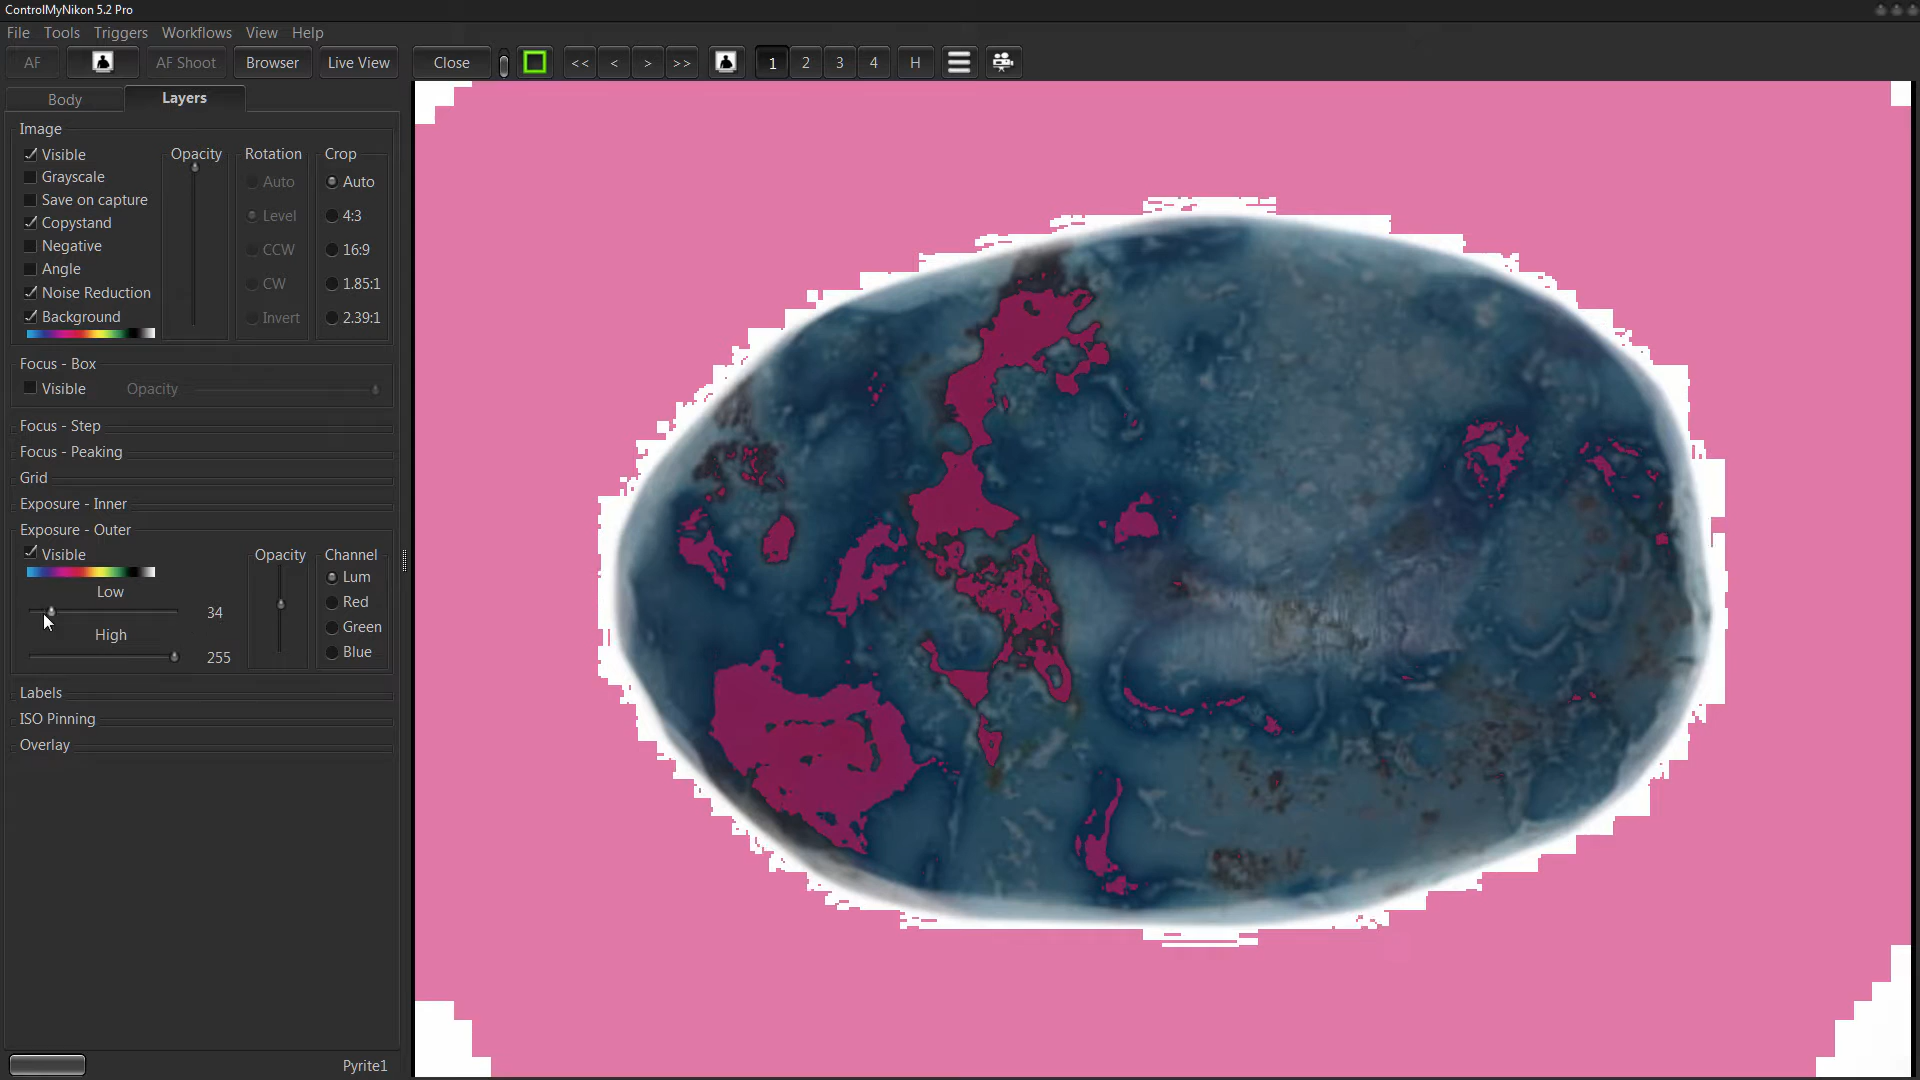 ControlMyNikon 5.2 Pro
File Tools Triggers Workflows View Help
AF AF Shoot Browser Live View Close << < > >> 1 2 3 4 H
Body Layers
Image
Visible Opacity Rotation Crop
Grayscale Auto Auto
Save on capture
Copystand Level 4:3
Negative CCW 16:9
Angle
Noise Reduction CW 1.85:1
Background Invert 2.39:1
Focus - Box
Visible Opacity
Focus - Step
Focus - Peaking
Grid
Exposure - Inner
Exposure - Outer
Visible Opacity Channel
Lum
Low Red
34
Green
High
Blue
255
Labels
ISO Pinning
Overlay
Pyrite1